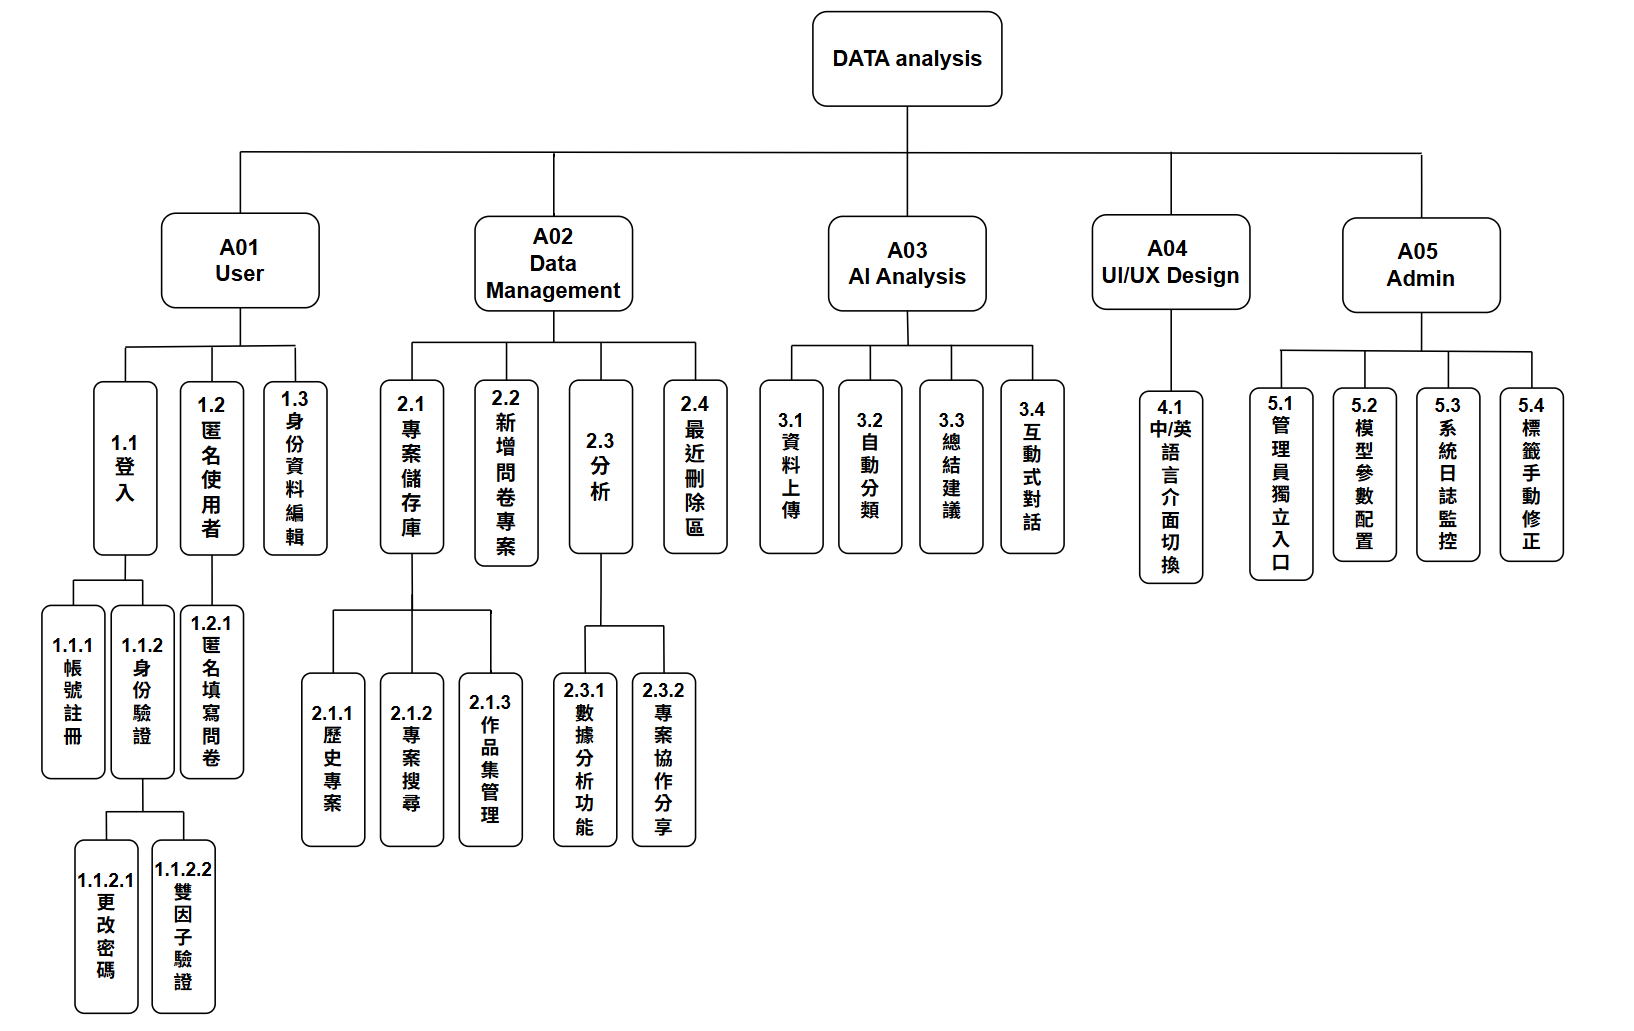 DATA analysis
A01
User
A02
Data
Management
A03
AI Analysis
A04
UI/UX Design
A05
Admin
1.1
登入
1.2
匿名使用者
1.3
身份資料編輯
2.1
專案儲存庫
2.2
新增問卷專案
2.3
分析
2.4
最近刪除區
3.1
資料上傳
3.2
自動分類
3.3
總結建議
3.4
互動式對話
4.1
中/英語言介面切換
5.1
管理員獨立入口
5.2
模型參數配置
5.3
系統日誌監控
5.4
標籤手動修正
1.1.1
帳號註冊
1.1.2
身份驗證
1.2.1
匿名填寫問卷
2.1.1
歷史專案
2.1.2
專案搜尋
2.1.3
作品集管理
2.3.1
數據分析功能
2.3.2
專案協作分享
1.1.2.1
更改密碼
1.1.2.2
雙因子驗證